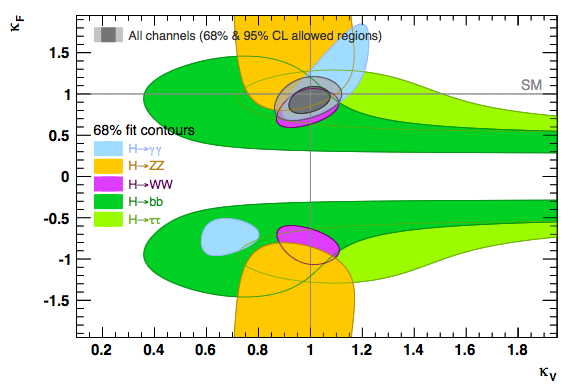 κ_F
All channels (68% & 95% CL allowed regions)
1.5
SM
1
0.5
68% fit contours
H→γγ
H→ZZ
0
H→WW
H→bb
-0.5
H→ττ
-1
-1.5
0.2 0.4 0.6 0.8 1 1.2 1.4 1.6 1.8
κ_V